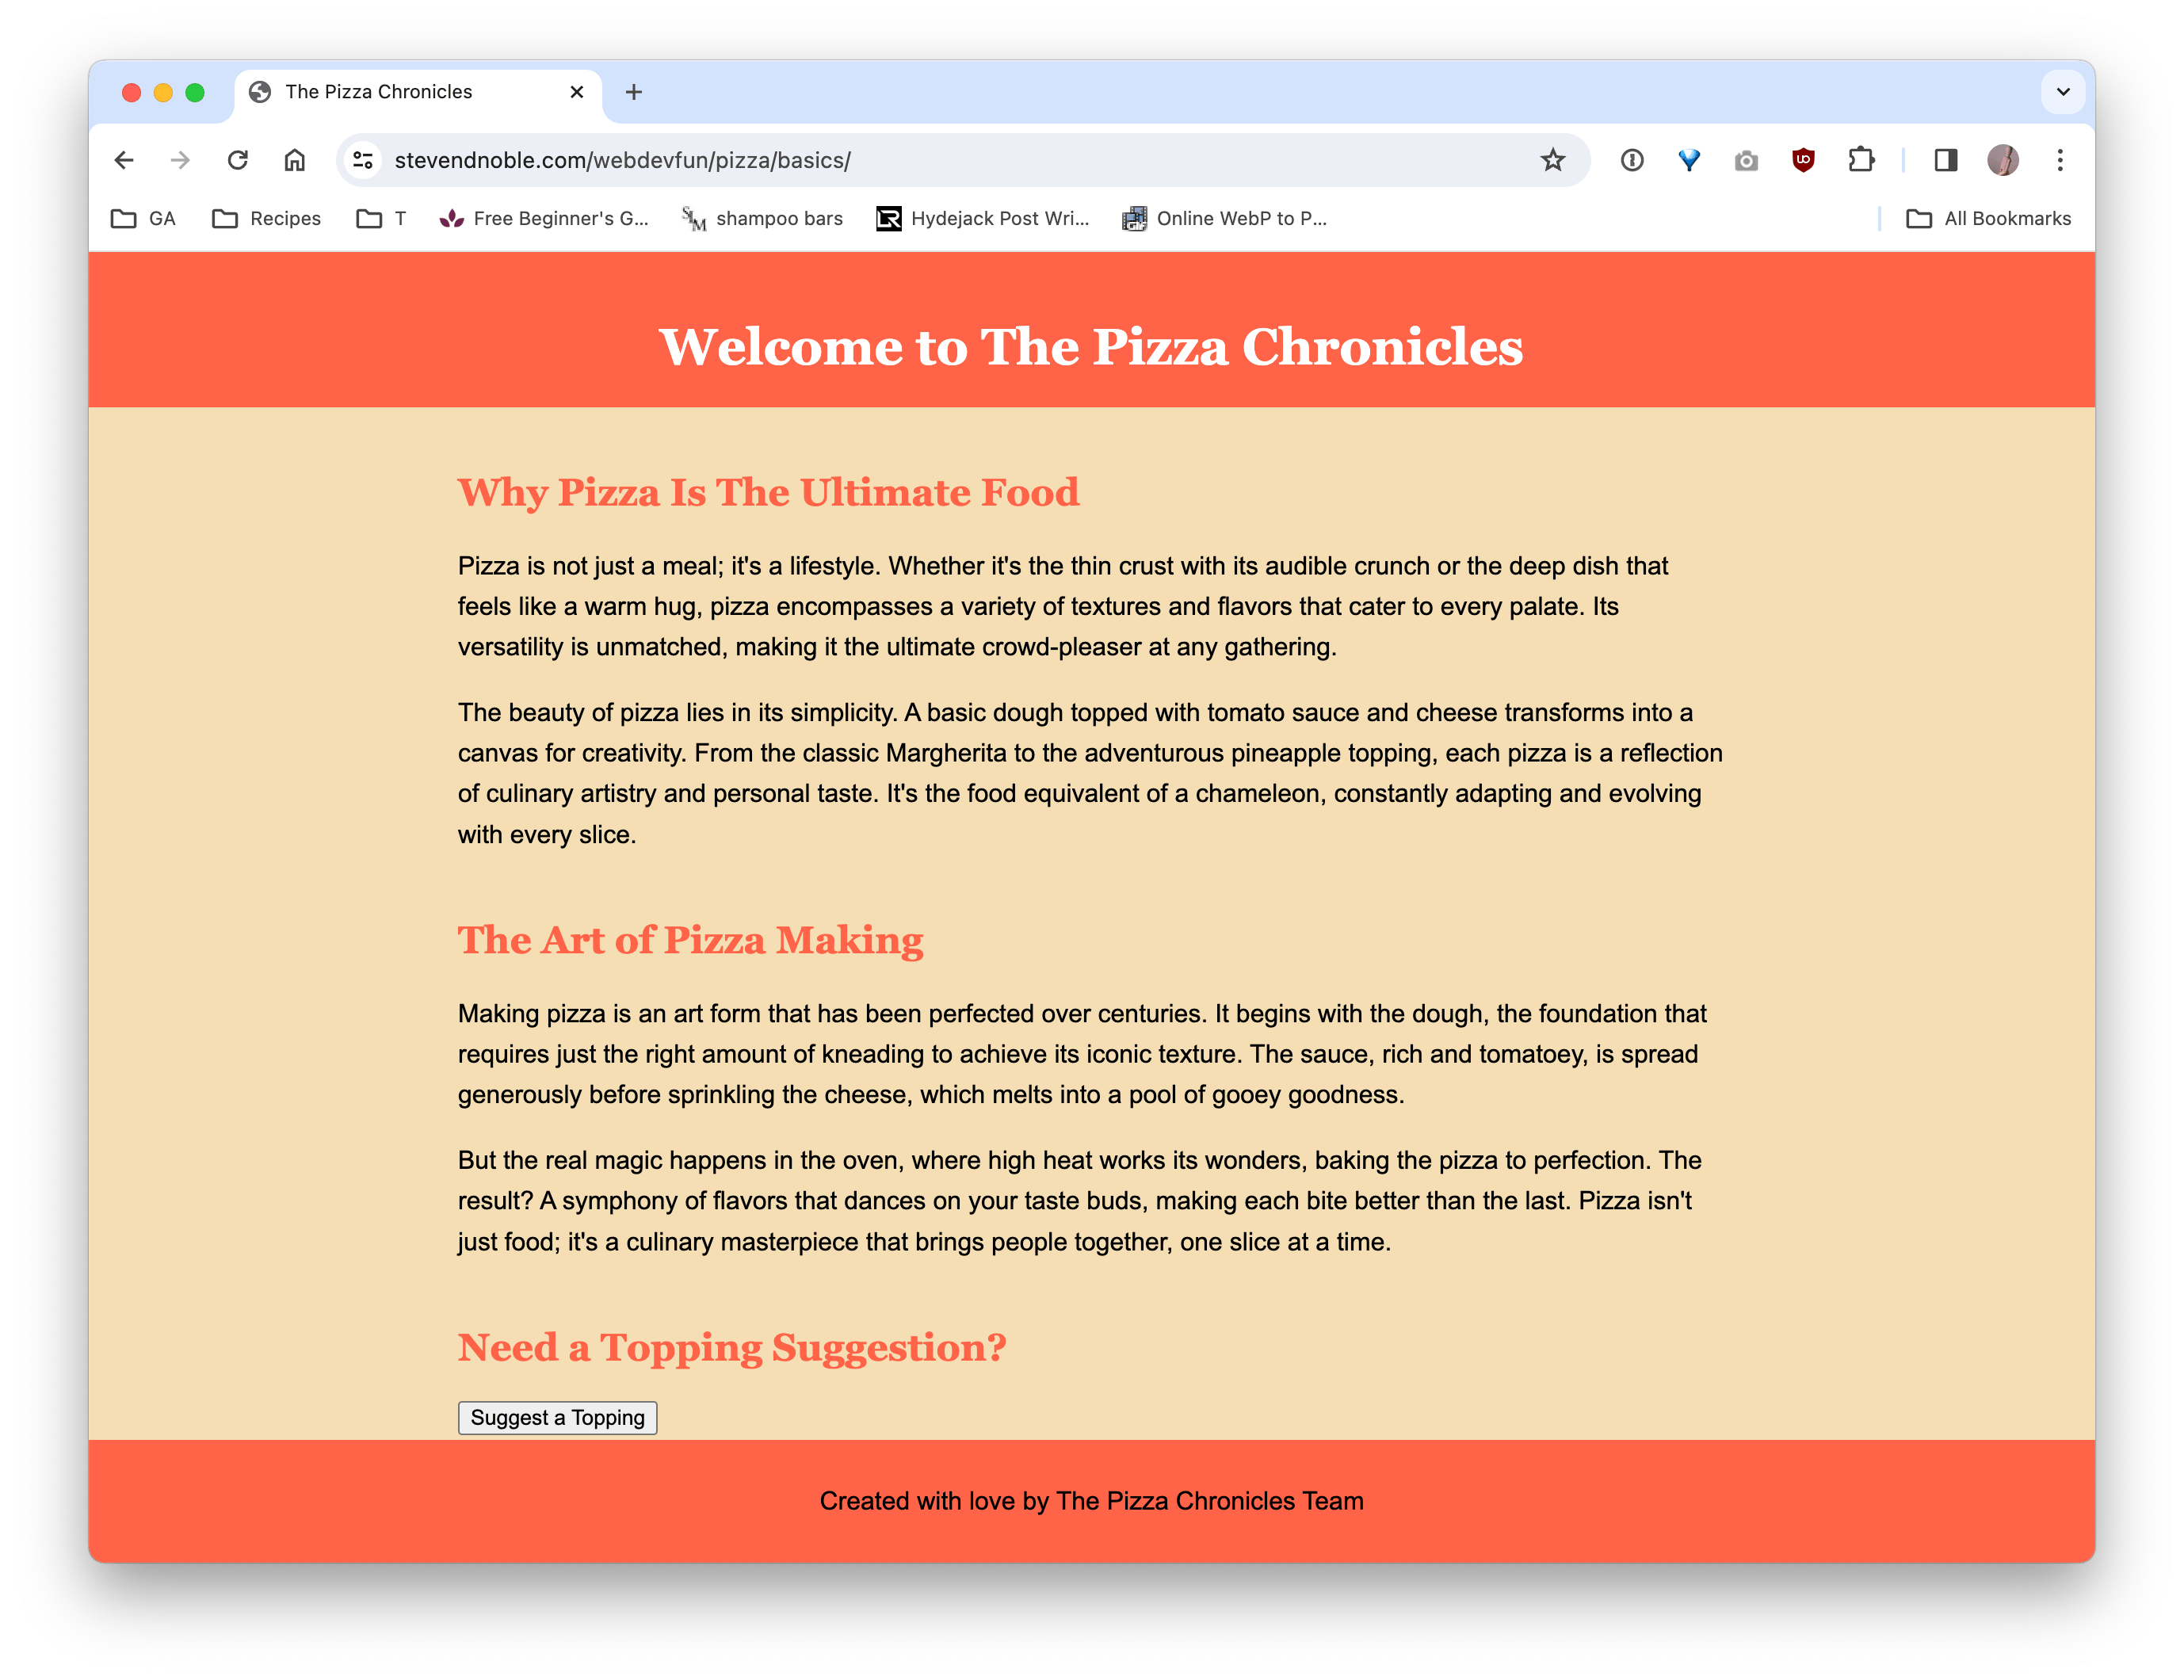 The Pizza Chronicles
stevendnoble.com/webdevfun/pizza/basics/
GA
Recipes
T
Free Beginner's G...
shampoo bars
Hydejack Post Wri...
Online WebP to P...
All Bookmarks
Welcome to The Pizza Chronicles
Why Pizza Is The Ultimate Food
Pizza is not just a meal; it's a lifestyle. Whether it's the thin crust with its audible crunch or the deep dish that
feels like a warm hug, pizza encompasses a variety of textures and flavors that cater to every palate. Its
versatility is unmatched, making it the ultimate crowd-pleaser at any gathering.
The beauty of pizza lies in its simplicity. A basic dough topped with tomato sauce and cheese transforms into a
canvas for creativity. From the classic Margherita to the adventurous pineapple topping, each pizza is a reflection
of culinary artistry and personal taste. It's the food equivalent of a chameleon, constantly adapting and evolving
with every slice.
The Art of Pizza Making
Making pizza is an art form that has been perfected over centuries. It begins with the dough, the foundation that
requires just the right amount of kneading to achieve its iconic texture. The sauce, rich and tomatoey, is spread
generously before sprinkling the cheese, which melts into a pool of gooey goodness.
But the real magic happens in the oven, where high heat works its wonders, baking the pizza to perfection. The
result? A symphony of flavors that dances on your taste buds, making each bite better than the last. Pizza isn't
just food; it's a culinary masterpiece that brings people together, one slice at a time.
Need a Topping Suggestion?
Suggest a Topping
Created with love by The Pizza Chronicles Team